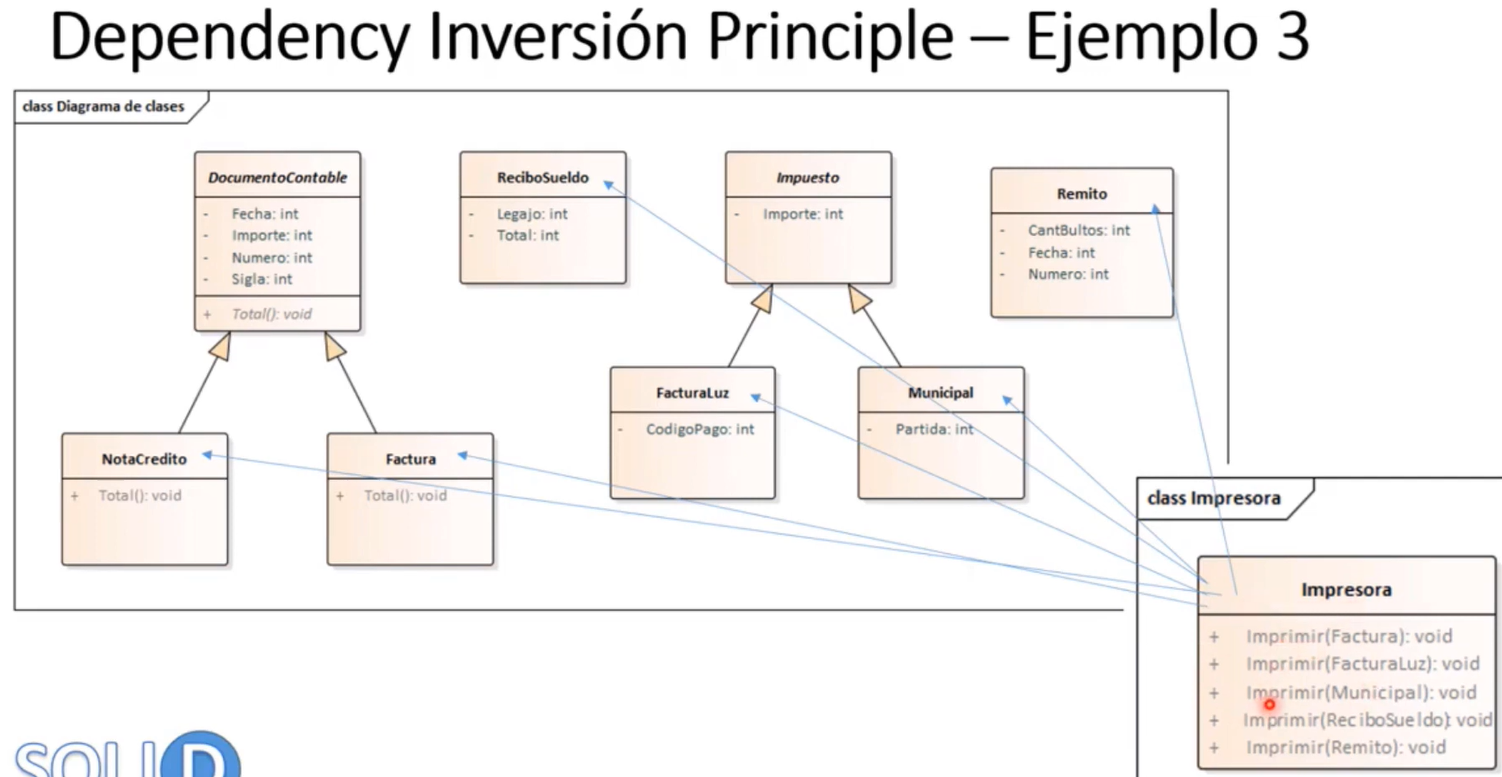 Dependency Inversión Principle – Ejemplo 3
class Diagrama de clases
DocumentoContable
- Fecha: int
- Importe: int
- Numero: int
- Sigla: int
+ Total(): void
ReciboSueldo
- Legajo: int
- Total: int
Impuesto
- Importe: int
Remito
- CantBultos: int
- Fecha: int
- Numero: int
NotaCredito
+ Total(): void
Factura
+ Total(): void
FacturaLuz
- CodigoPago: int
Municipal
- Partida: int
class Impresora
Impresora
+ Imprimir(Factura): void
+ Imprimir(FacturaLuz): void
+ Imprimir(Municipal): void
+ Imprimir(ReciboSueldo): void
+ Imprimir(Remito): void
SOLID